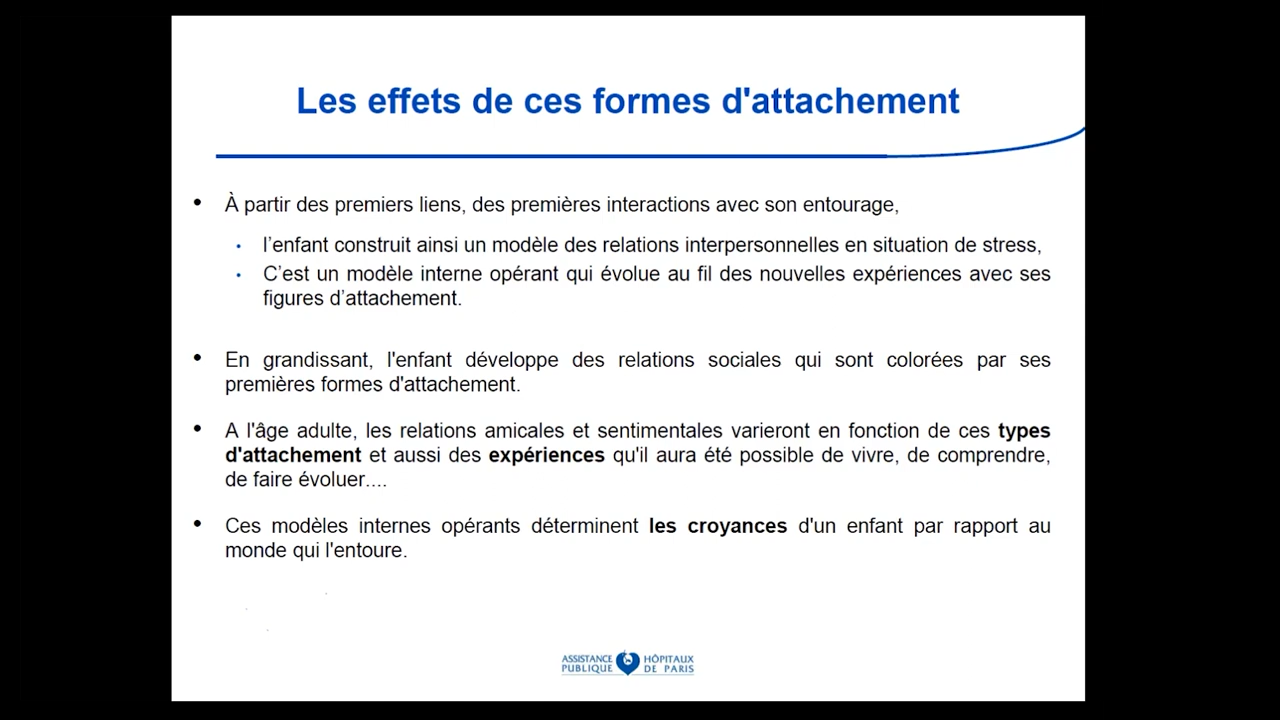 Les effets de ces formes d'attachement
• À partir des premiers liens, des premières interactions avec son entourage,
• l’enfant construit ainsi un modèle des relations interpersonnelles en situation de stress,
• C’est un modèle interne opérant qui évolue au fil des nouvelles expériences avec ses
figures d’attachement.
• En grandissant, l'enfant développe des relations sociales qui sont colorées par ses
premières formes d'attachement.
• A l'âge adulte, les relations amicales et sentimentales varieront en fonction de ces types
d'attachement et aussi des expériences qu'il aura été possible de vivre, de comprendre,
de faire évoluer....
• Ces modèles internes opérants déterminent les croyances d'un enfant par rapport au
monde qui l'entoure.
ASSISTANCE HÔPITAUX
PUBLIQUE DE PARIS